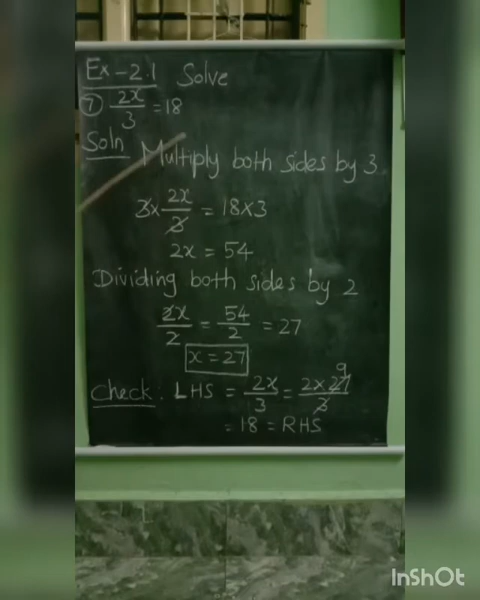 Ex-2.1 Solve
⑦ 2x/3 = 18
Soln Multiply both sides by 3.
3 x 2x/3 = 18 x 3
2x = 54
Dividing both sides by 2
2x/2 = 54/2 = 27
x = 27
Check: LHS = 2x/3 = 2 x 27/3 9
= 18 = RHS
InShOt